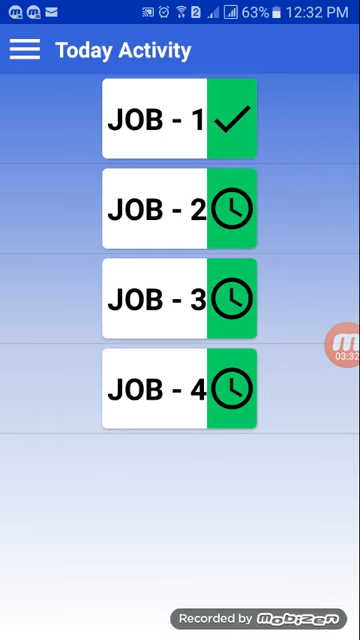 2 63% 12:32 PM
Today Activity
JOB - 1
JOB - 2
JOB - 3
JOB - 4
03:32
Recorded by Mobizen